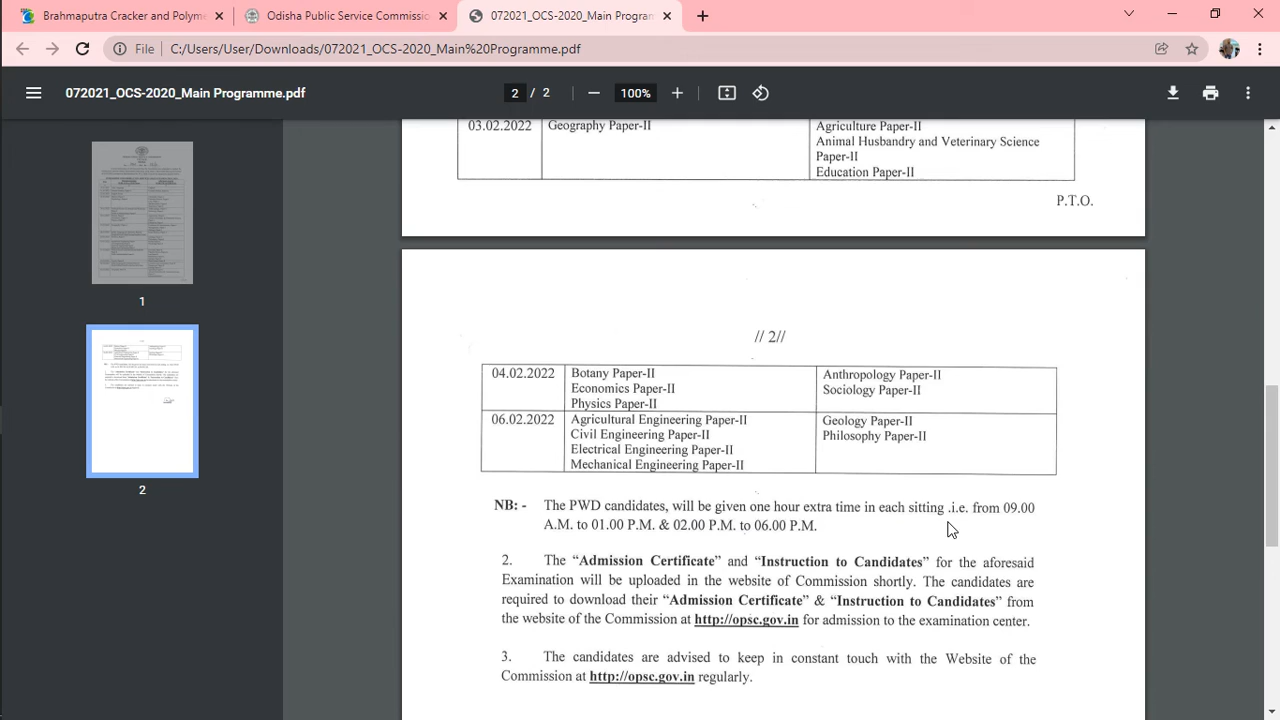 Brahmaputra Cracker and Polyme
Odisha Public Service Commissio
072021_OCS-2020_Main Program
File
C:/Users/User/Downloads/072021_OCS-2020_Main%20Programme.pdf
072021_OCS-2020_Main Programme.pdf
2 / 2
100%
1
2
03.02.2022 Geography Paper-II Agriculture Paper-II
Animal Husbandry and Veterinary Science
Paper-II
Education Paper-II
P.T.O.
// 2//
04.02.2022 Botany Paper-II Anthropology Paper-II
Economics Paper-II Sociology Paper-II
Physics Paper-II
06.02.2022 Agricultural Engineering Paper-II Geology Paper-II
Civil Engineering Paper-II Philosophy Paper-II
Electrical Engineering Paper-II
Mechanical Engineering Paper-II
NB: - The PWD candidates, will be given one hour extra time in each sitting .i.e. from 09.00
A.M. to 01.00 P.M. & 02.00 P.M. to 06.00 P.M.
2. The “Admission Certificate” and “Instruction to Candidates” for the aforesaid
Examination will be uploaded in the website of Commission shortly. The candidates are
required to download their “Admission Certificate” & “Instruction to Candidates” from
the website of the Commission at http://opsc.gov.in for admission to the examination center.
3. The candidates are advised to keep in constant touch with the Website of the
Commission at http://opsc.gov.in regularly.